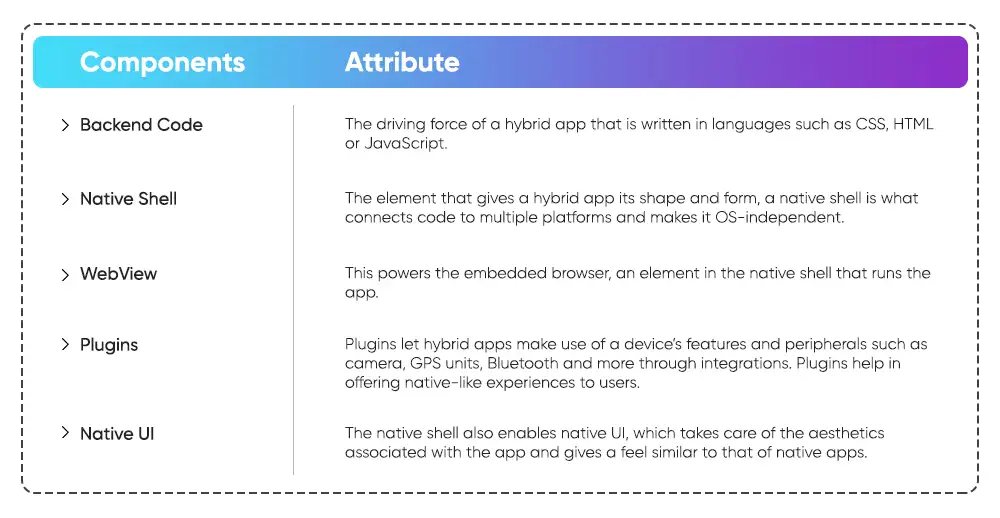 Components
Attribute
Backend Code
The driving force of a hybrid app that is written in languages such as CSS, HTML
or JavaScript.
Native Shell
The element that gives a hybrid app its shape and form, a native shell is what
connects code to multiple platforms and makes it OS-independent.
WebView
This powers the embedded browser, an element in the native shell that runs the
app.
Plugins
Plugins let hybrid apps make use of a device's features and peripherals such as
camera, GPS units, Bluetooth and more through integrations. Plugins help in
offering native-like experiences to users.
Native UI
The native shell also enables native UI, which takes care of the aesthetics
associated with the app and gives a feel similar to that of native apps.